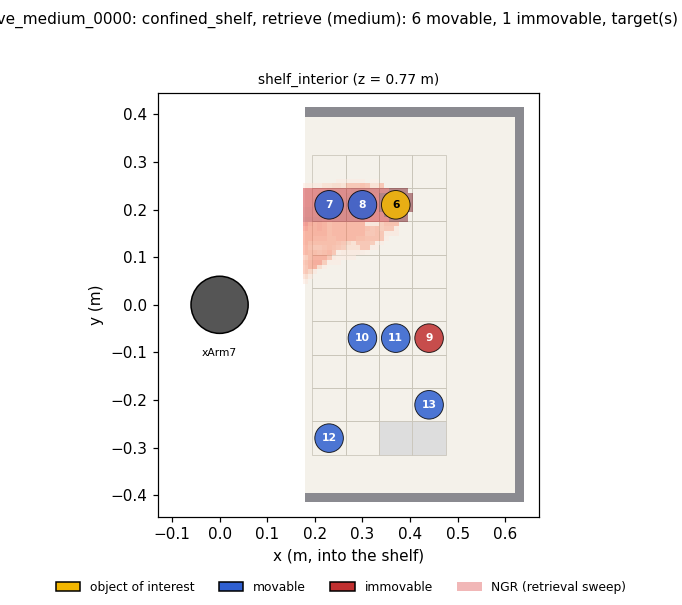 ve_medium_0000: confined_shelf, retrieve (medium): 6 movable, 1 immovable, target(s)
shelf_interior (z = 0.77 m)
0.4
0.3
0.2
0.1
0.0
−0.1
−0.2
−0.3
−0.4
y (m)
7 8 6
xArm7
10 11 9
13
12
−0.1 0.0 0.1 0.2 0.3 0.4 0.5 0.6
x (m, into the shelf)
object of interest movable immovable NGR (retrieval sweep)